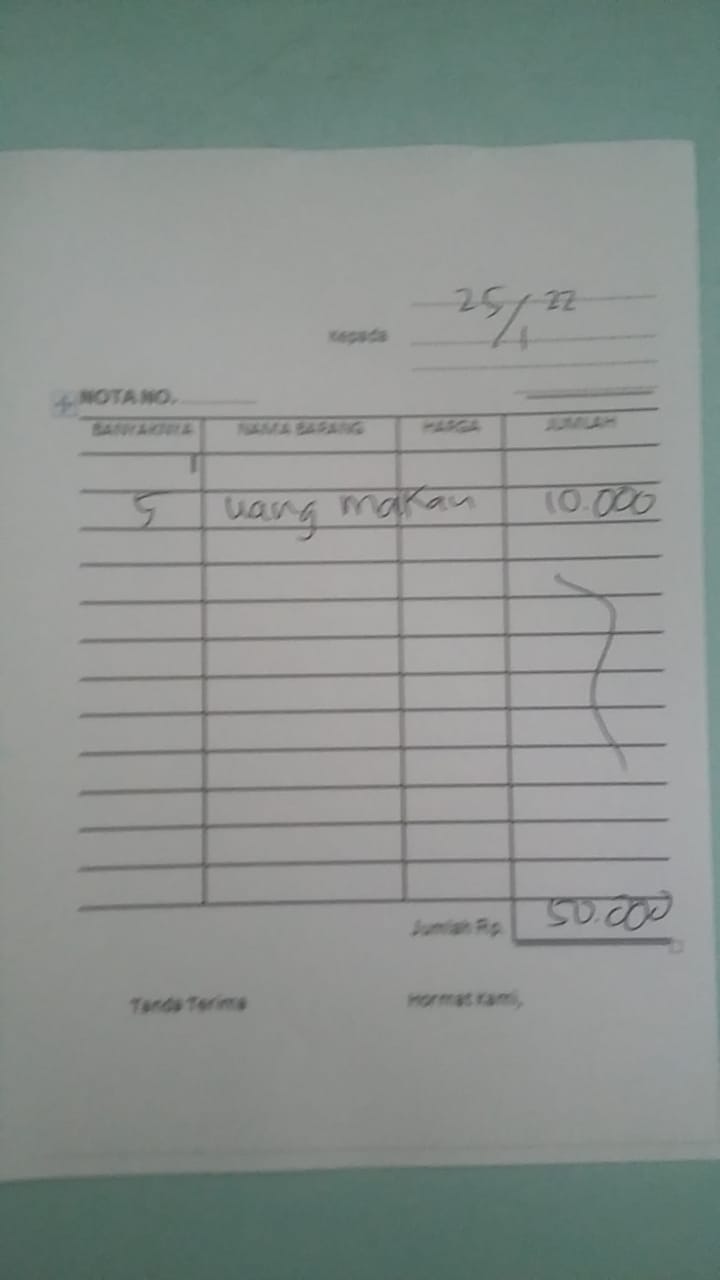 25/1 22
Kepada
NOTA NO.
BANYAKNYA NAMA BARANG HARGA JUMLAH
5 uang makan 10.000
Jumlah Rp. 50.000
Tanda Terima Hormat Kami,